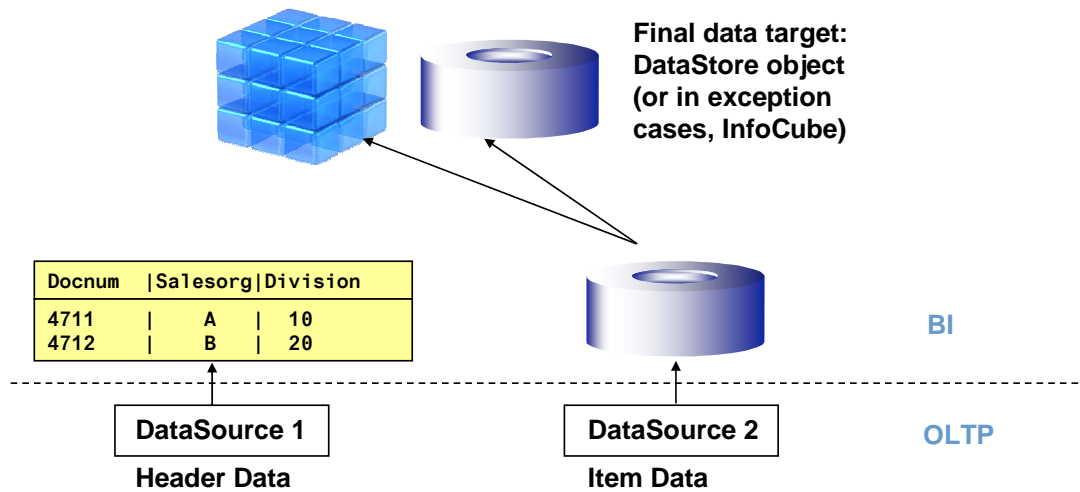 Final data target:
DataStore object
(or in exception
cases, InfoCube)
Docnum |Salesorg|Division
4711 | A | 10
4712 | B | 20
BI
DataSource 1
DataSource 2
OLTP
Header Data
Item Data